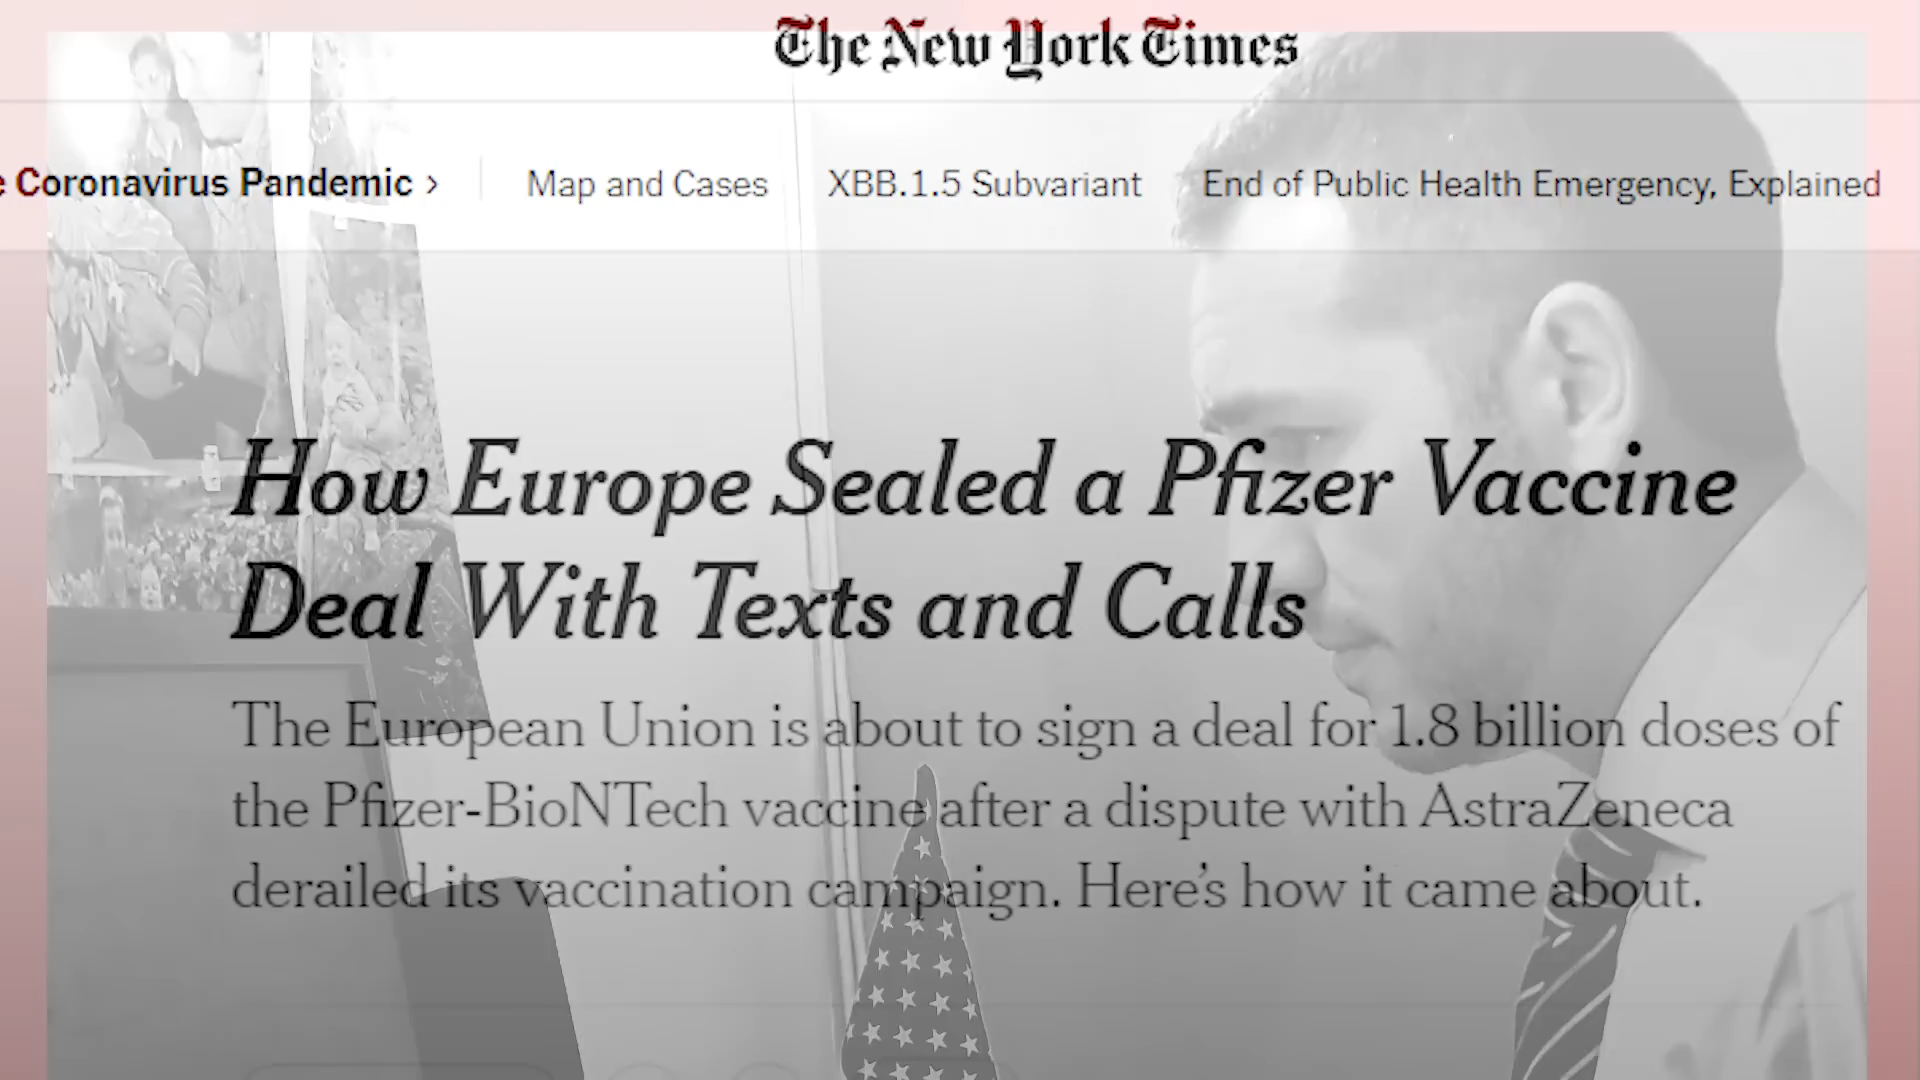 The New York Times
e Coronavirus Pandemic >
Map and Cases
XBB.1.5 Subvariant
End of Public Health Emergency, Explained
How Europe Sealed a Pfizer Vaccine
Deal With Texts and Calls
The European Union is about to sign a deal for 1.8 billion doses of
the Pfizer-BioNTech vaccine after a dispute with AstraZeneca
derailed its vaccination campaign. Here’s how it came about.